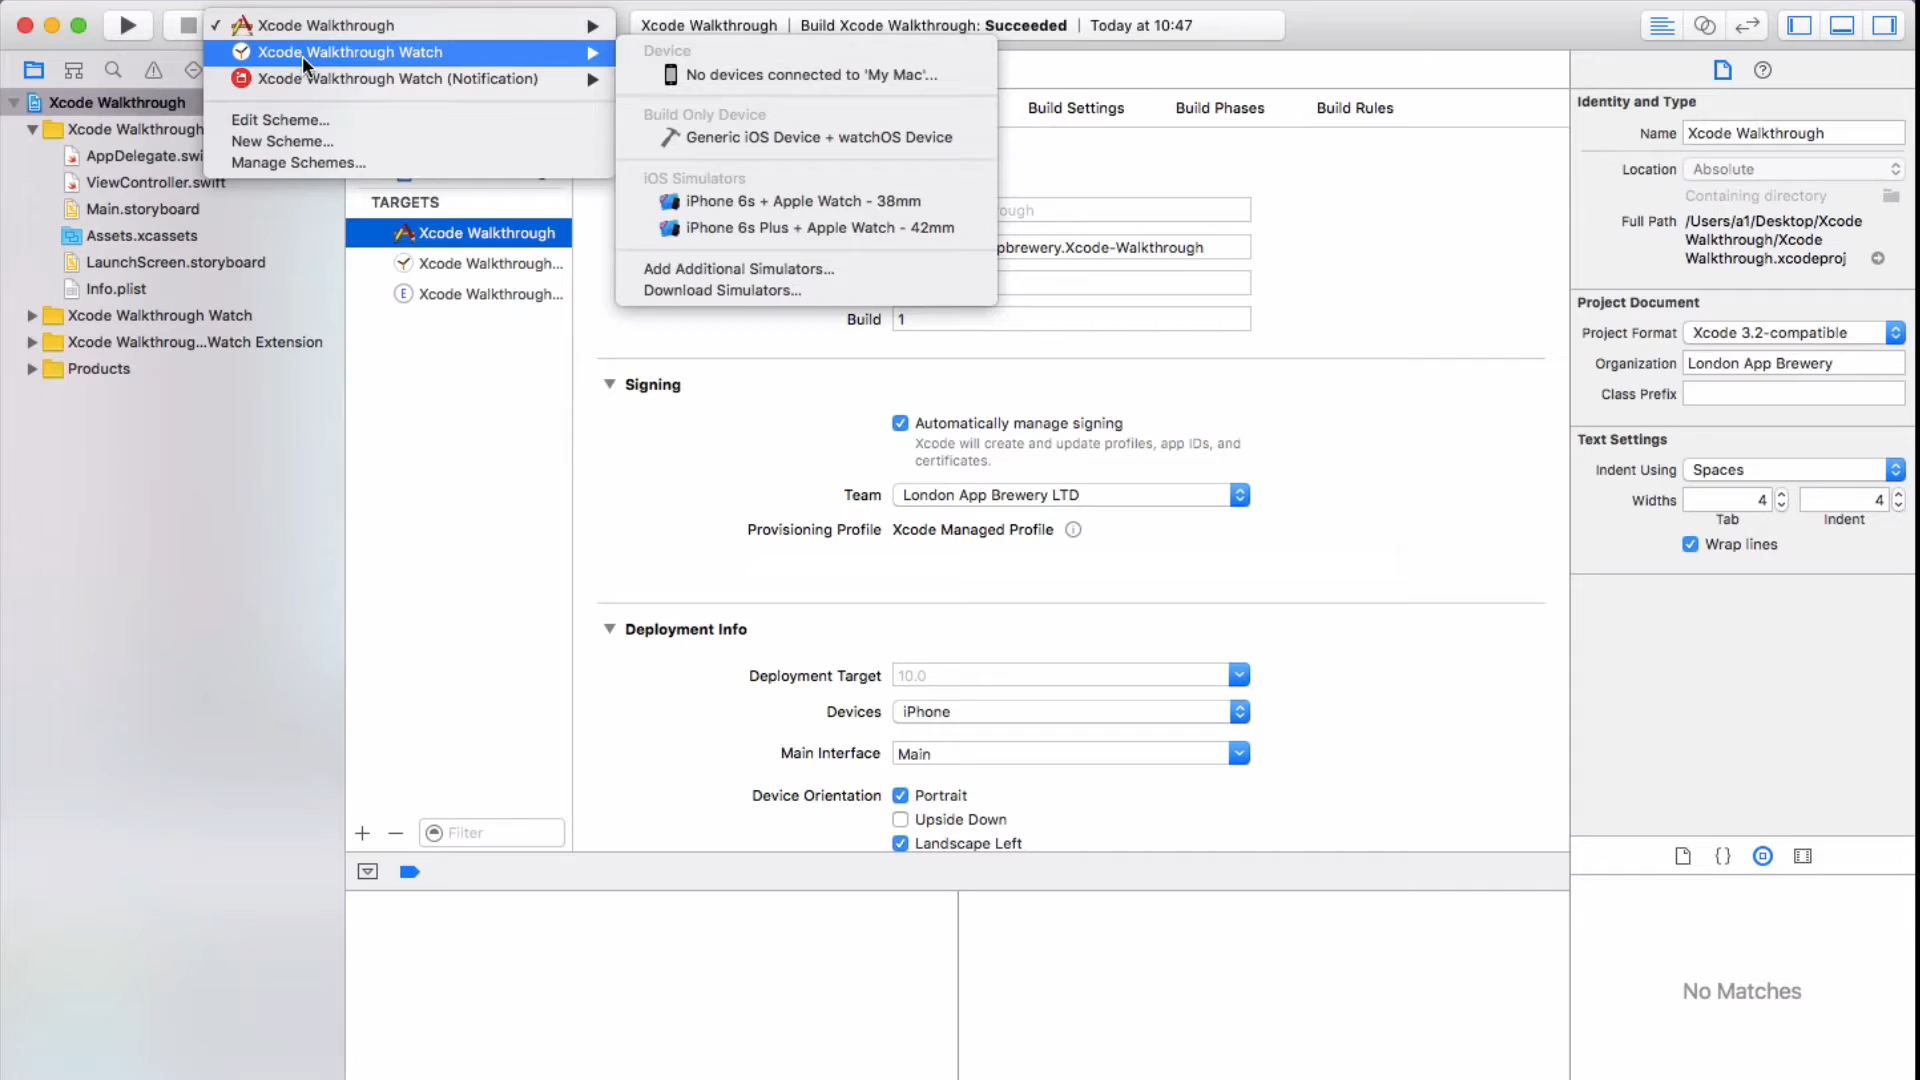 ✓ Xcode Walkthrough
Xcode Walkthrough Watch
Xcode Walkthrough Watch (Notification)
Edit Scheme...
New Scheme...
Manage Schemes...
Xcode Walkthrough | Build Xcode Walkthrough: Succeeded | Today at 10:47
Device
No devices connected to 'My Mac'...
Build Only Device
Generic iOS Device + watchOS Device
iOS Simulators
iPhone 6s + Apple Watch - 38mm
iPhone 6s Plus + Apple Watch - 42mm
Add Additional Simulators...
Download Simulators...
Xcode Walkthrough
Xcode Walkthrough
AppDelegate.swi
ViewController.swift
Main.storyboard
Assets.xcassets
LaunchScreen.storyboard
Info.plist
Xcode Walkthrough Watch
Xcode Walkthroug...Watch Extension
Products
TARGETS
Xcode Walkthrough
Xcode Walkthrough...
E Xcode Walkthrough...
Filter
Build Settings
Build Phases
Build Rules
ough
pbrewery.Xcode-Walkthrough
Build 1
Signing
Automatically manage signing
Xcode will create and update profiles, app IDs, and
certificates.
Team London App Brewery LTD
Provisioning Profile Xcode Managed Profile
Deployment Info
Deployment Target 10.0
Devices iPhone
Main Interface Main
Device Orientation Portrait
Upside Down
Landscape Left
Identity and Type
Name Xcode Walkthrough
Location Absolute
Containing directory
Full Path /Users/a1/Desktop/Xcode
Walkthrough/Xcode
Walkthrough.xcodeproj
Project Document
Project Format Xcode 3.2-compatible
Organization London App Brewery
Class Prefix
Text Settings
Indent Using Spaces
Widths 4 4
Tab Indent
Wrap lines
{}
No Matches